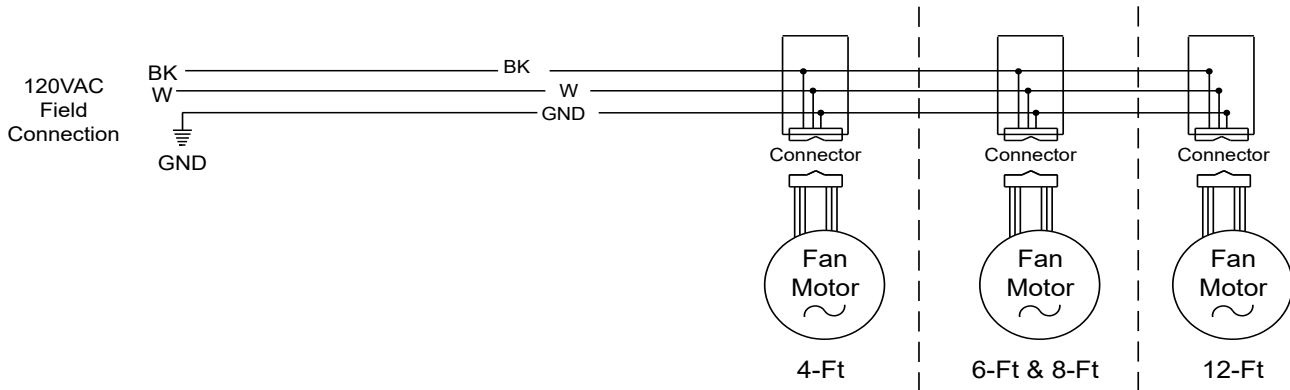 120VAC
Field
Connection
BK
W
GND
BK
W
GND
Connector
Connector
Connector
Fan
Motor
Fan
Motor
Fan
Motor
4-Ft
6-Ft & 8-Ft
12-Ft